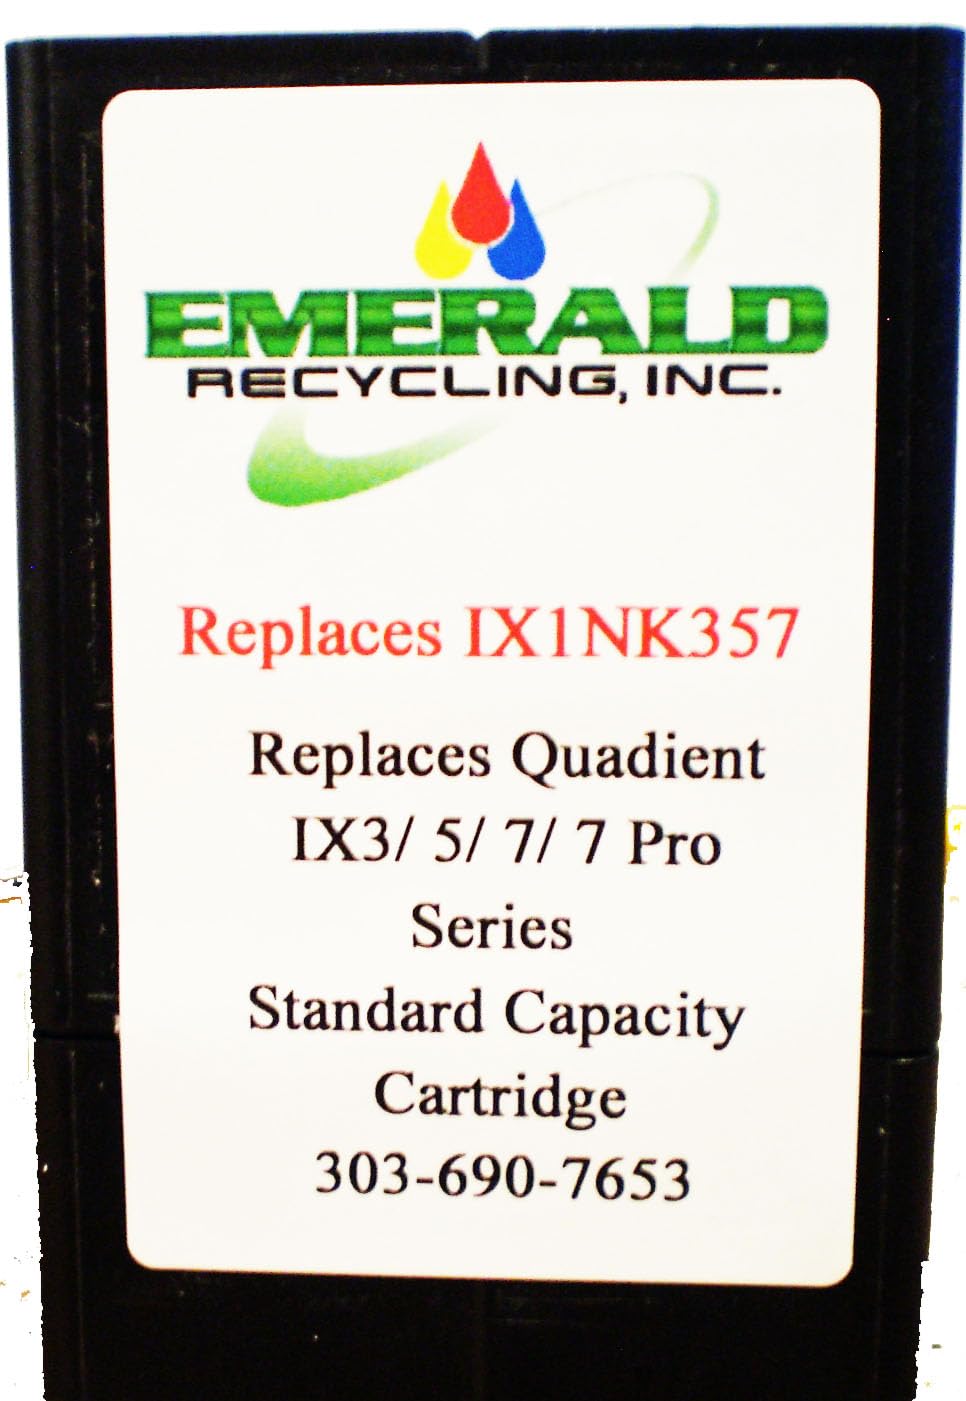 EMERALD
RECYCLING, INC.
Replaces IX1NK357
Replaces Quadient
IX3/ 5/ 7/ 7 Pro
Series
Standard Capacity
Cartridge
303-690-7653